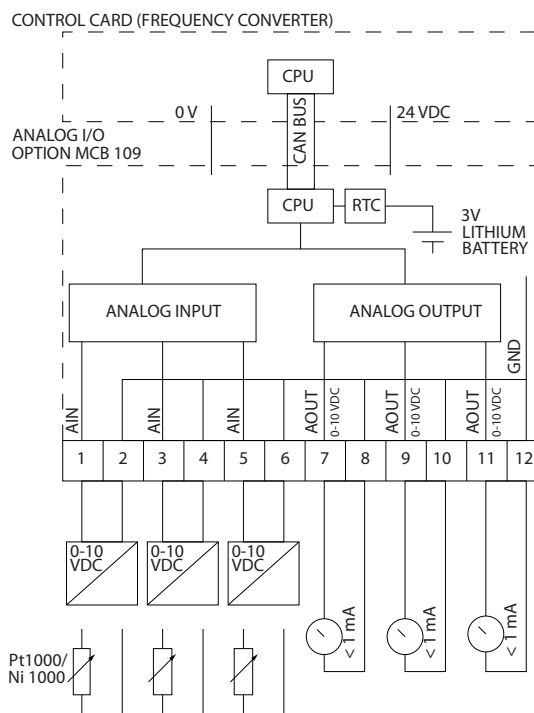 CONTROL CARD (FREQUENCY CONVERTER)
CPU
0 V
24 VDC
CAN BUS
ANALOG I/O
OPTION MCB 109
CPU
RTC
3V
LITHIUM
BATTERY
ANALOG INPUT
ANALOG OUTPUT
GND
AIN
AIN
AIN
AOUT
0-10 VDC
AOUT
0-10 VDC
AOUT
0-10 VDC
1 2 3 4 5 6 7 8 9 10 11 12
0-10
VDC
0-10
VDC
0-10
VDC
< 1 mA
< 1 mA
< 1 mA
Pt1000/
Ni 1000